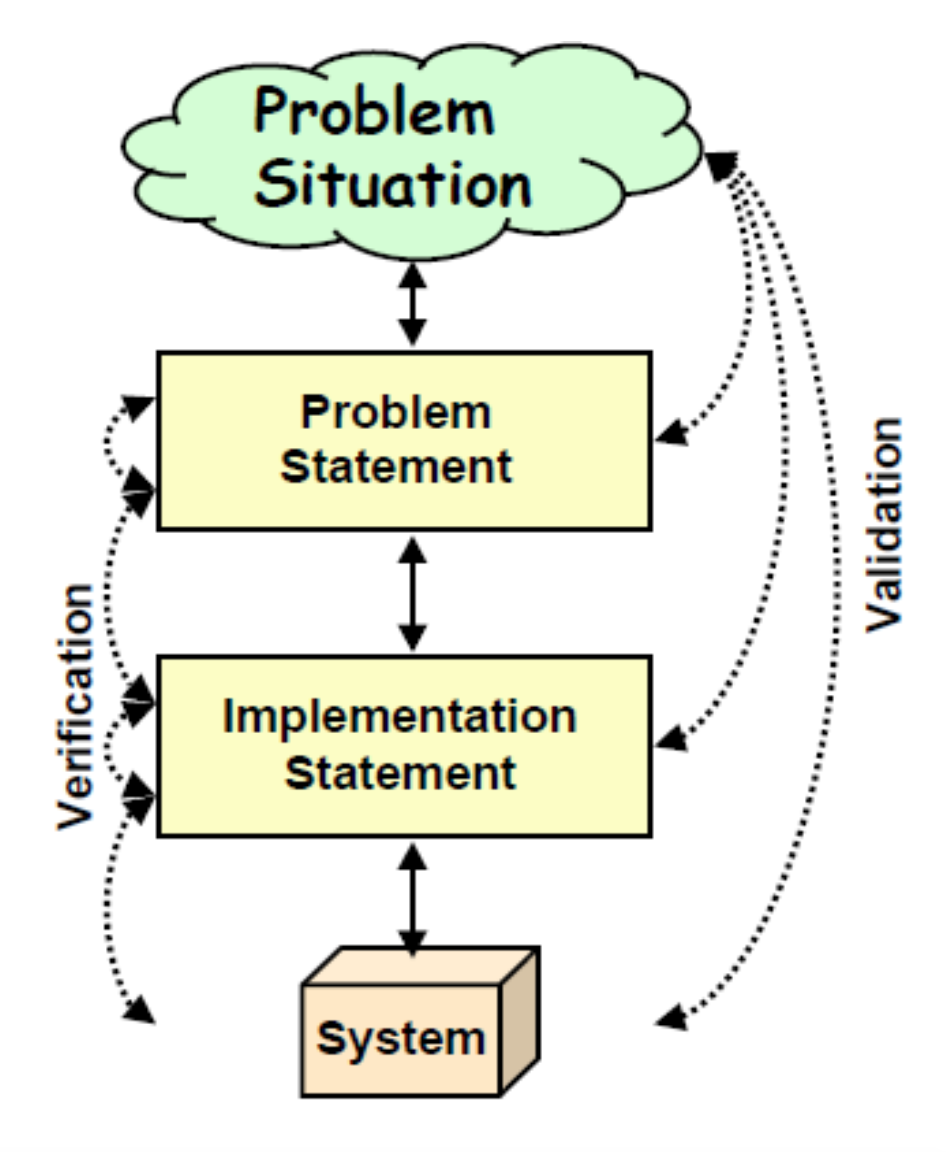 Problem
Situation
Problem
Statement
Implementation
Statement
System
Verification
Validation